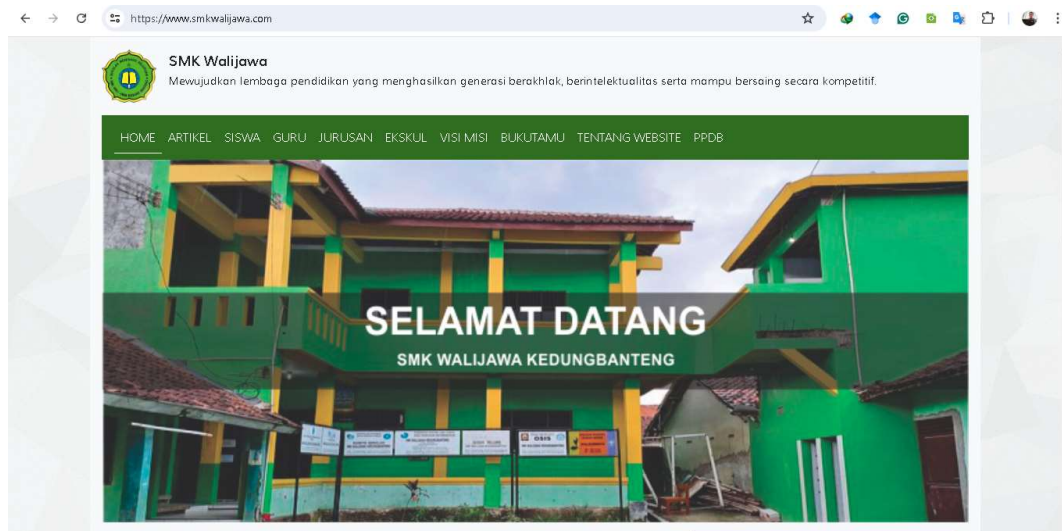 https://www.smkwalijawa.com
SMK Walijawa
Mewujudkan lembaga pendidikan yang menghasilkan generasi berakhlak, berintelektualitas serta mampu bersaing secara kompetitif.
HOME ARTIKEL SISWA GURU JURUSAN EKSKUL VISI MISI BUKUTAMU TENTANG WEBSITE PPDB
SELAMAT DATANG
SMK WALIJAWA KEDUNGBANTENG
OSIS